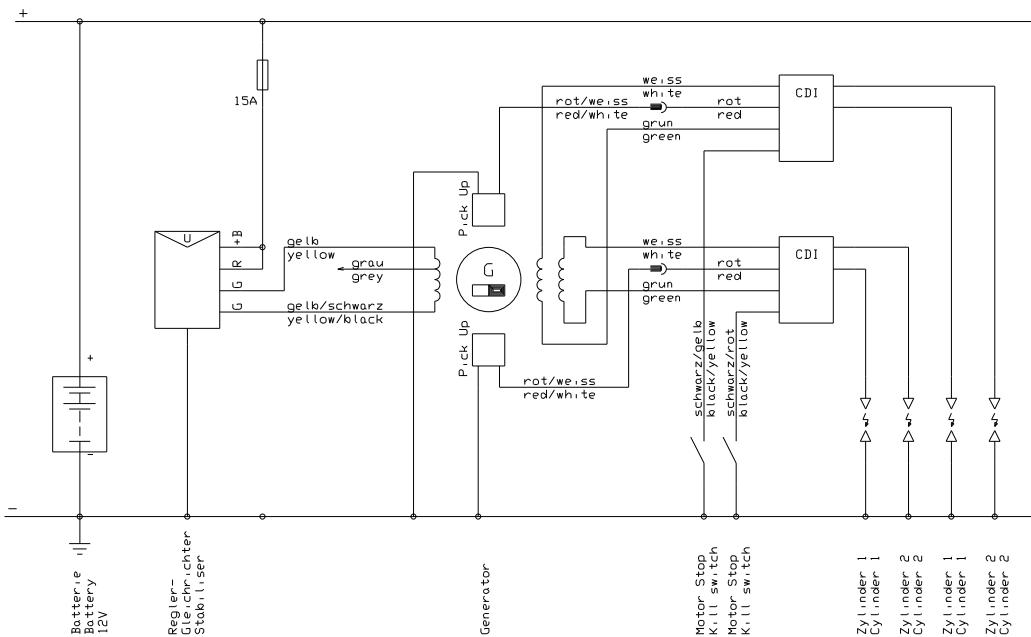 +
15A
U
+B
R
G
G
gelb
yellow
grau
grey
gelb/schwarz
yellow/black
Pick Up
G
Pick Up
rot/weiss
red/white
weiss
white
rot
red
grun
green
CDI
weiss
white
rot
red
grun
green
CDI
rot/weiss
red/white
schwarz/gelb
black/yellow
schwarz/rot
black/yellow
+
-
−
Batterie
Battery
12V
Regler-
Gleichrichter
Stabiliser
Generator
Motor Stop
Kill switch
Motor Stop
Kill switch
Zylinder 1
Cylinder 1
Zylinder 2
Cylinder 2
Zylinder 1
Cylinder 1
Zylinder 2
Cylinder 2